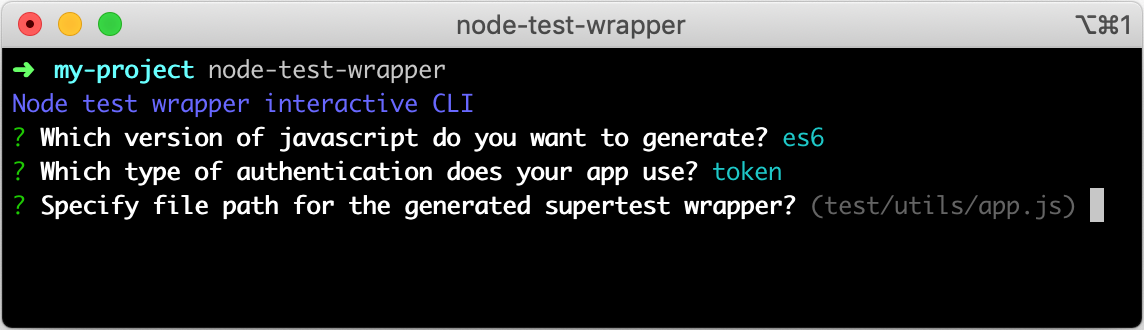 node-test-wrapper ⌥⌘1
➜ my-project node-test-wrapper
Node test wrapper interactive CLI
? Which version of javascript do you want to generate? es6
? Which type of authentication does your app use? token
? Specify file path for the generated supertest wrapper? (test/utils/app.js)